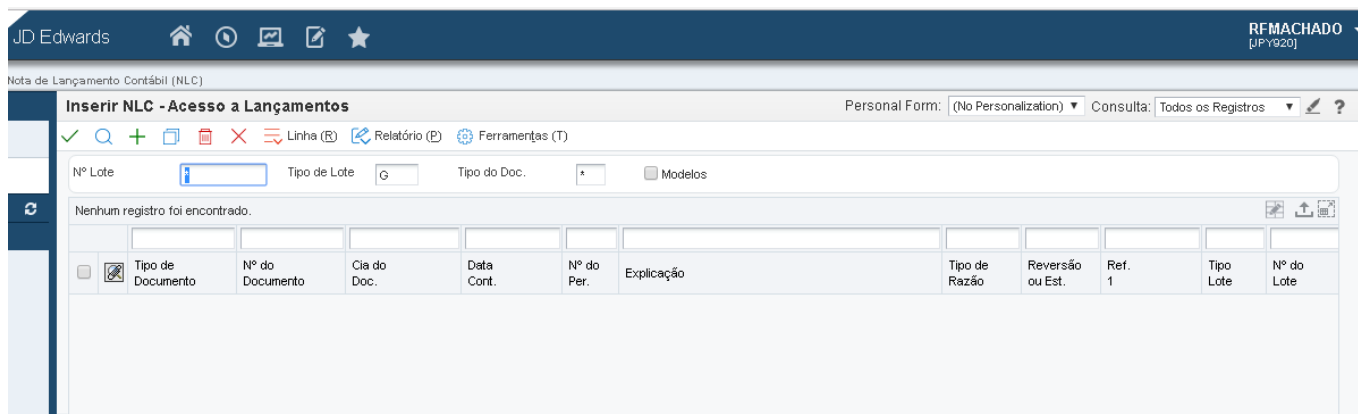 JD Edwards
RFMACHADO
[JPY920]
Nota de Lançamento Contábil (NLC)
Inserir NLC - Acesso a Lançamentos
Personal Form: (No Personalization) Consulta: Todos os Registros ?
Linha (R) Relatório (P) Ferramentas (T)
Nº Lote * Tipo de Lote G Tipo do Doc. * Modelos
Nenhum registro foi encontrado.
Tipo de Documento Nº do Documento Cia do Doc. Data Cont. Nº do Per. Explicação Tipo de Razão Reversão ou Est. Ref. 1 Tipo Lote Nº do Lote